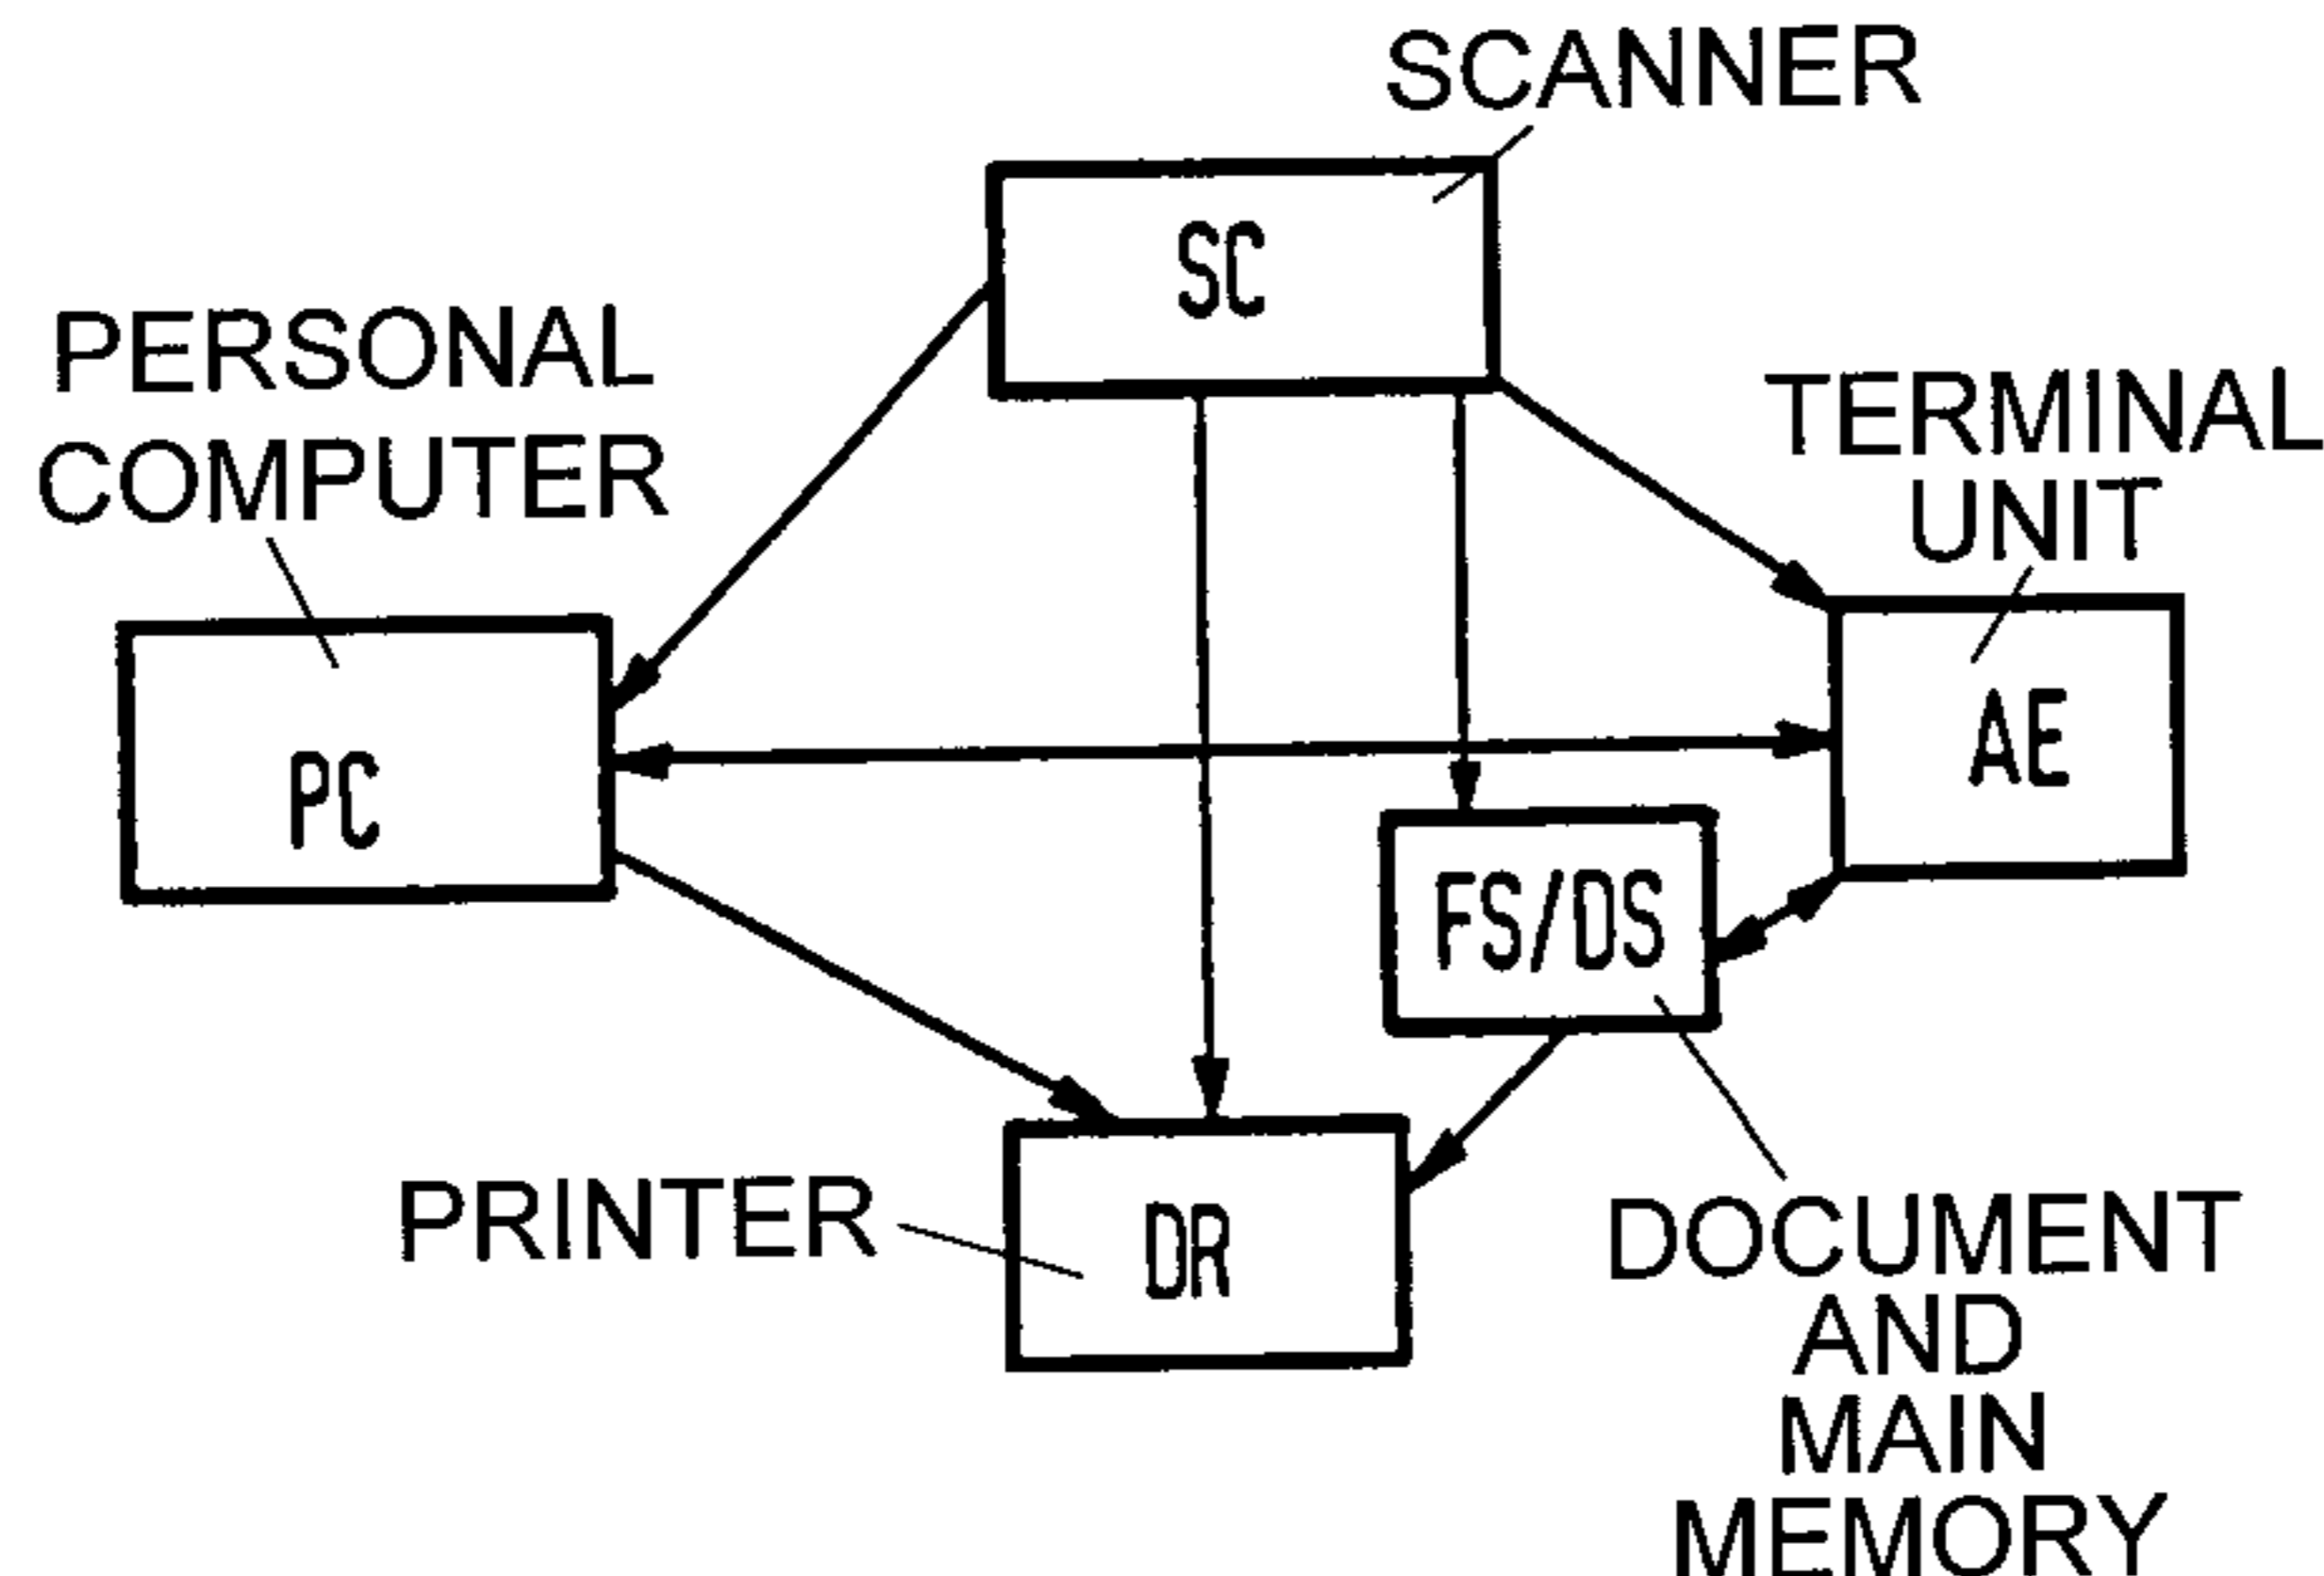 SCANNER
SC
PERSONAL
COMPUTER
TERMINAL
UNIT
PC
AE
FS/DS
PRINTER
DR
DOCUMENT
AND
MAIN
MEMORY